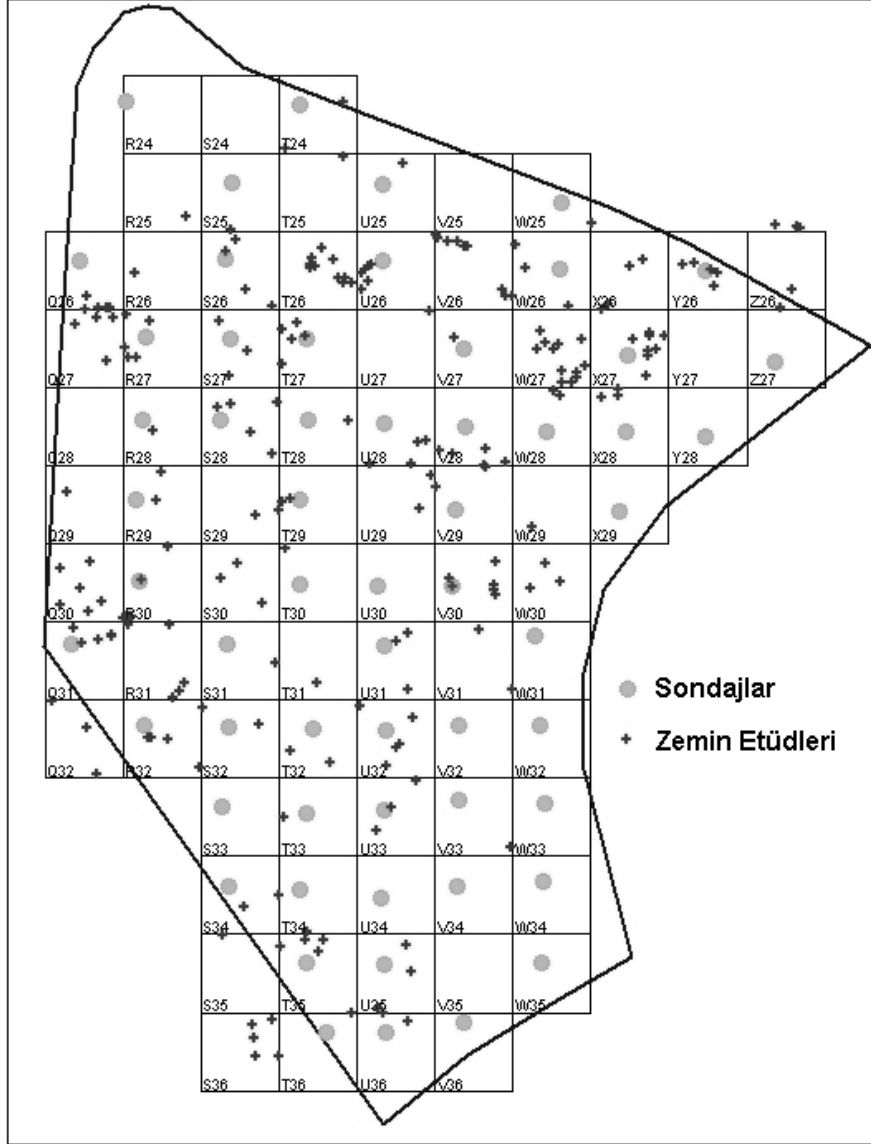 R24 S24 T24
R25 S25 T25 U25 V25 W25
Q26 R26 S26 T26 U26 V26 W26 X26 Y26 Z26
Q27 R27 S27 T27 U27 V27 W27 X27 Y27 Z27
Q28 R28 S28 T28 U28 V28 W28 X28 Y28
Q29 R29 S29 T29 U29 V29 W29 X29
Q30 R30 S30 T30 U30 V30 W30
Q31 R31 S31 T31 U31 V31 W31
Sondajlar
Zemin Etüdleri
Q32 R32 S32 T32 U32 V32 W32
S33 T33 U33 V33 W33
S34 T34 U34 V34 W34
S35 T35 U35 V35 W35
S36 T36 U36 V36